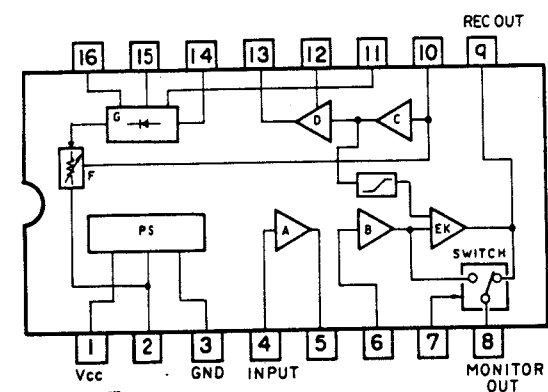 REC OUT
16 15 14 13 12 11 10 9
G
D
C
F
PS
A
B
EK
SWITCH
1 2 3 4 5 6 7 8
Vcc GND INPUT MONITOR
OUT